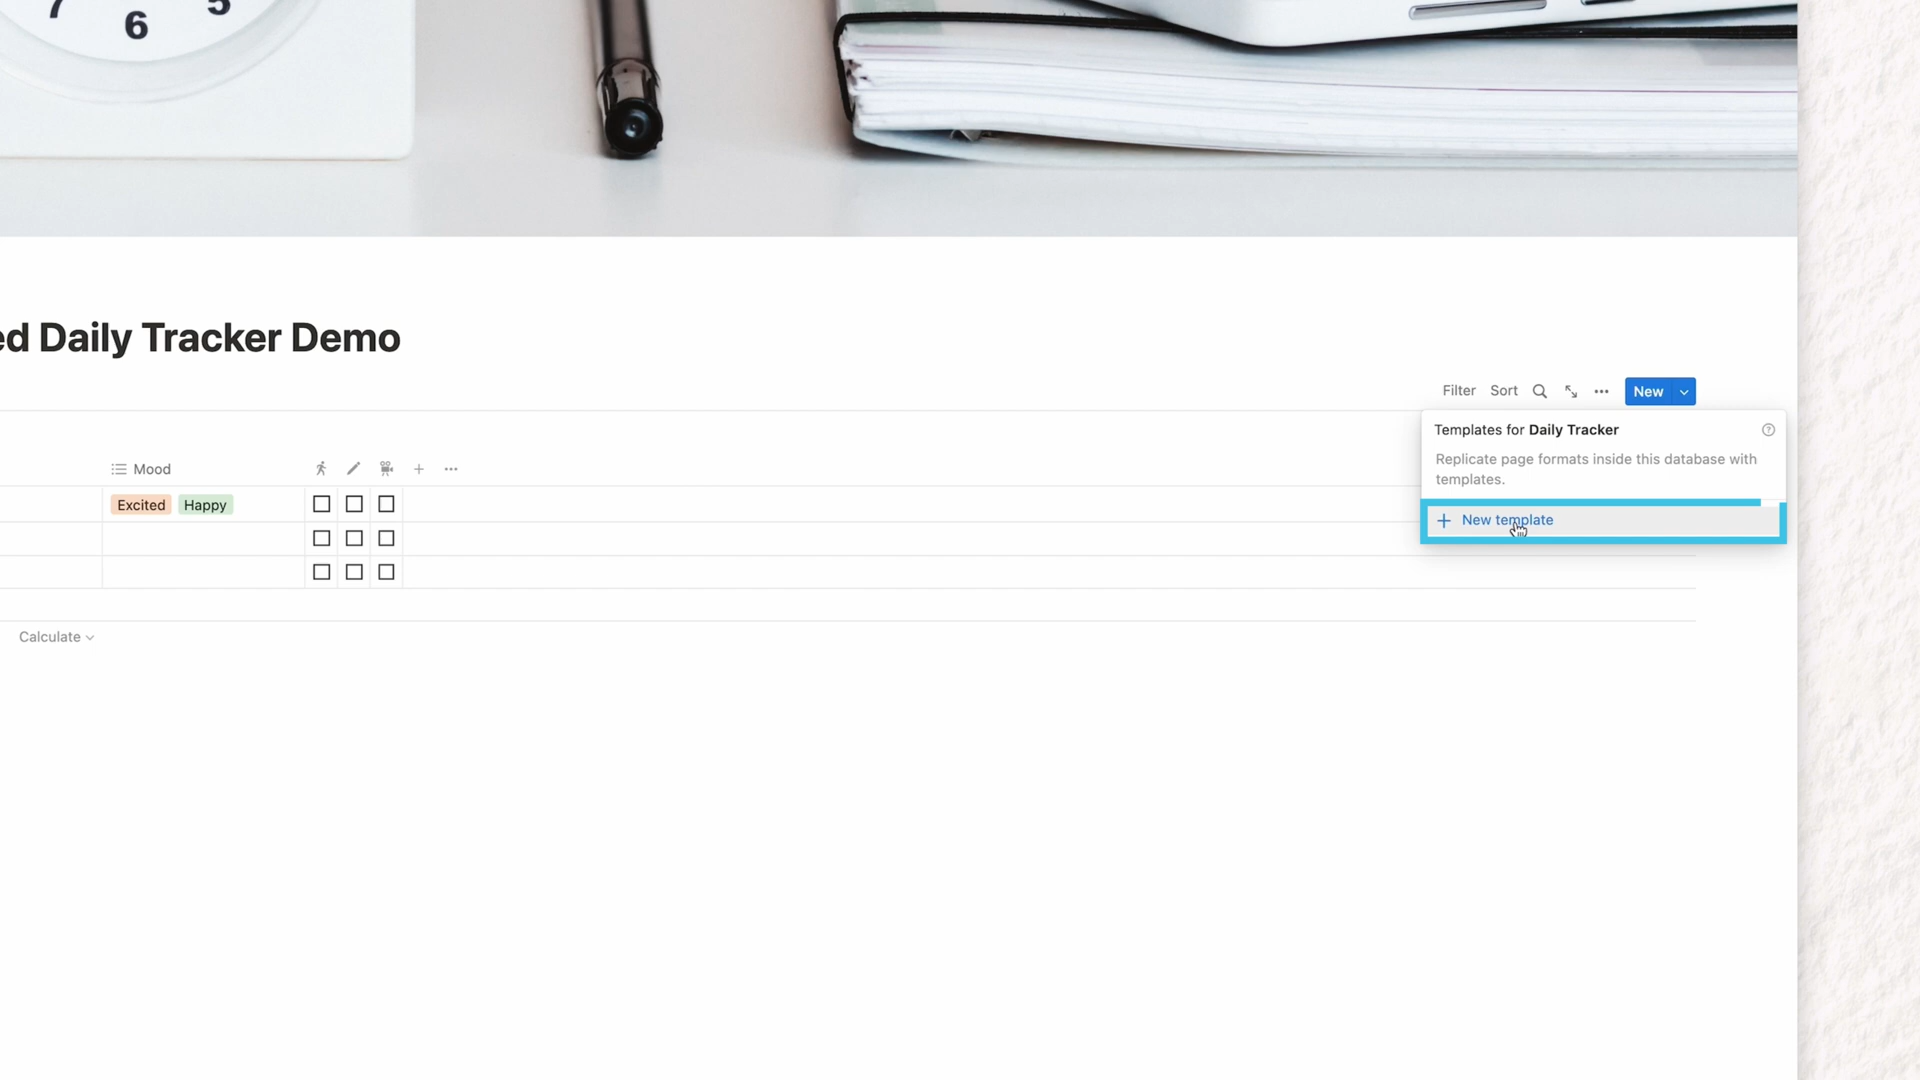 7 6 5
ed Daily Tracker Demo
Filter Sort New
Templates for Daily Tracker
Replicate page formats inside this database with
templates.
New template
Mood
Excited Happy
Calculate